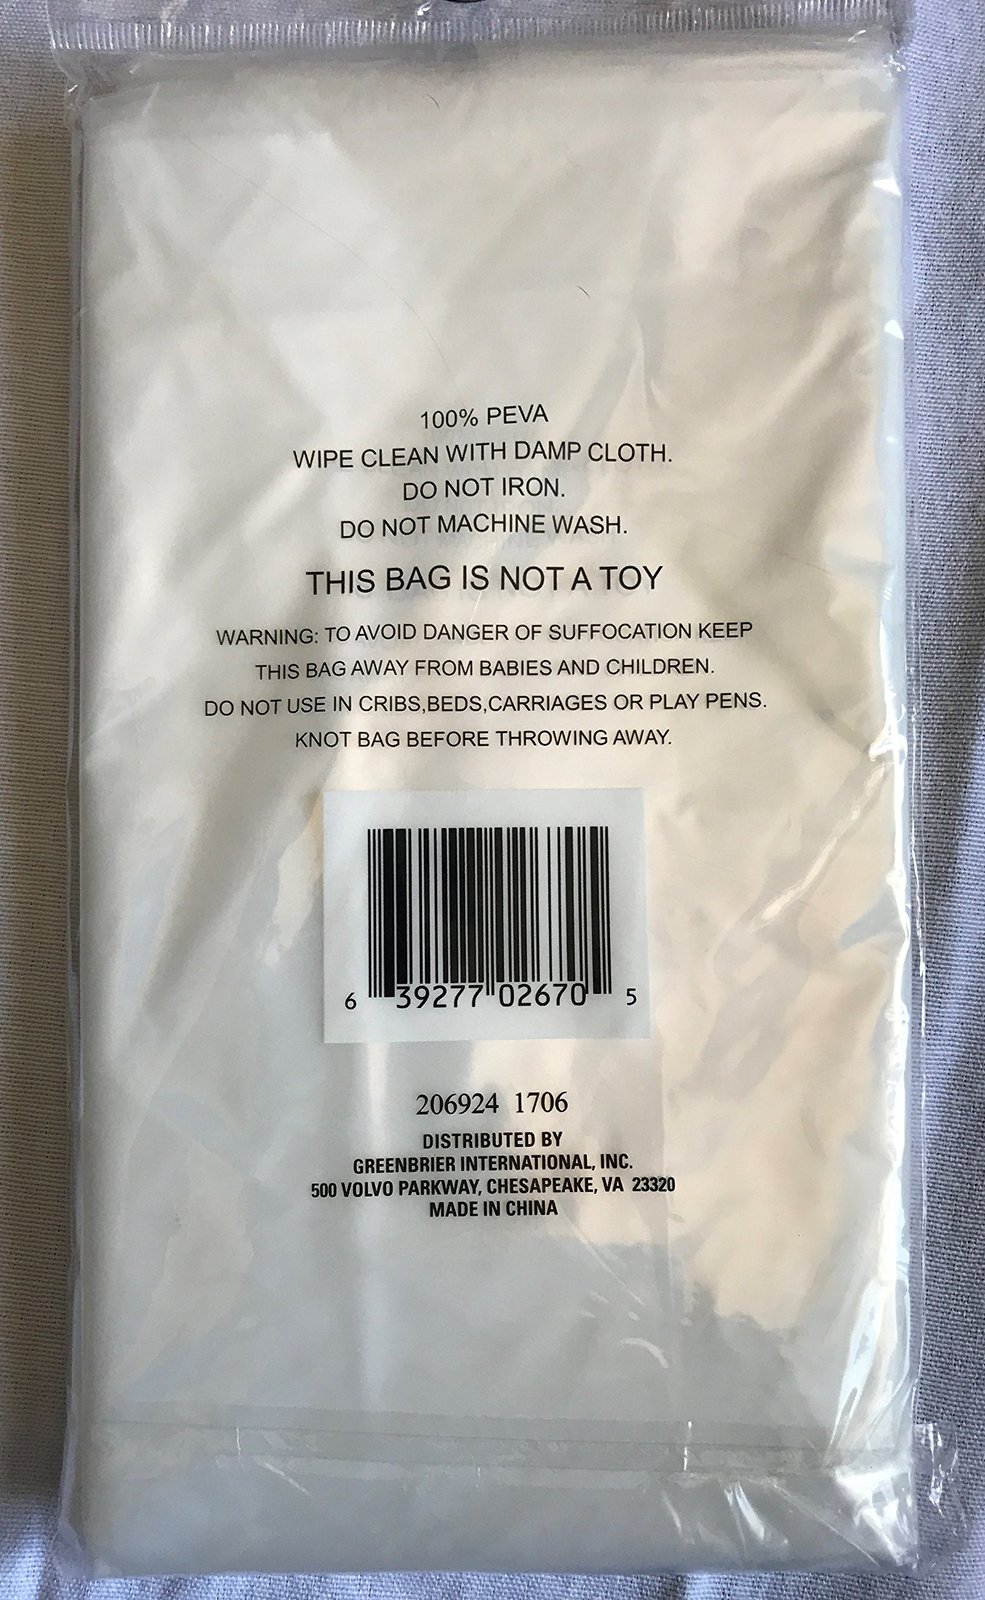 100% PEVA
WIPE CLEAN WITH DAMP CLOTH.
DO NOT IRON.
DO NOT MACHINE WASH.
THIS BAG IS NOT A TOY
WARNING: TO AVOID DANGER OF SUFFOCATION KEEP
THIS BAG AWAY FROM BABIES AND CHILDREN.
DO NOT USE IN CRIBS,BEDS,CARRIAGES OR PLAY PENS.
KNOT BAG BEFORE THROWING AWAY.
6 39277 02670 5
206924 1706
DISTRIBUTED BY
GREENBRIER INTERNATIONAL, INC.
500 VOLVO PARKWAY, CHESAPEAKE, VA 23320
MADE IN CHINA